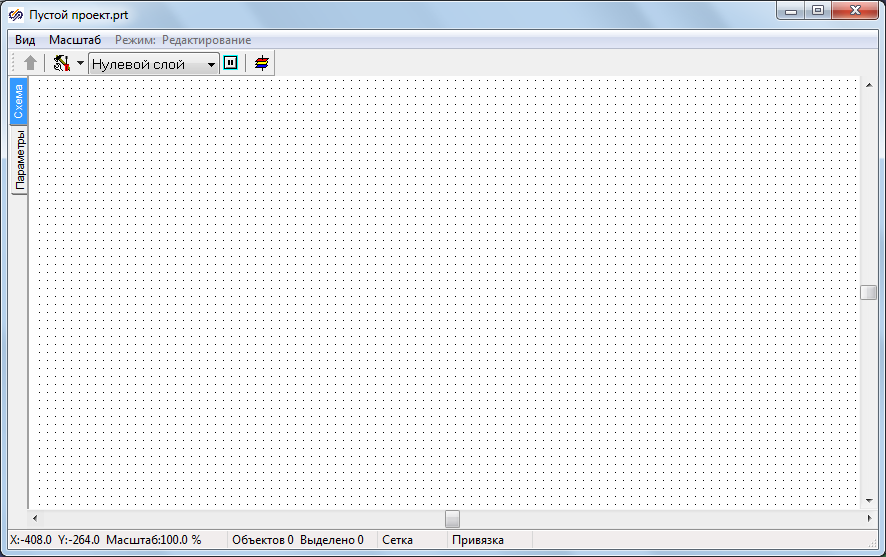 Пустой проект.prt
Вид Масштаб Режим: Редактирование
Нулевой слой
Схема
Параметры
X:-408.0 Y:-264.0 Масштаб:100.0 % Объектов 0 Выделено 0 Сетка Привязка